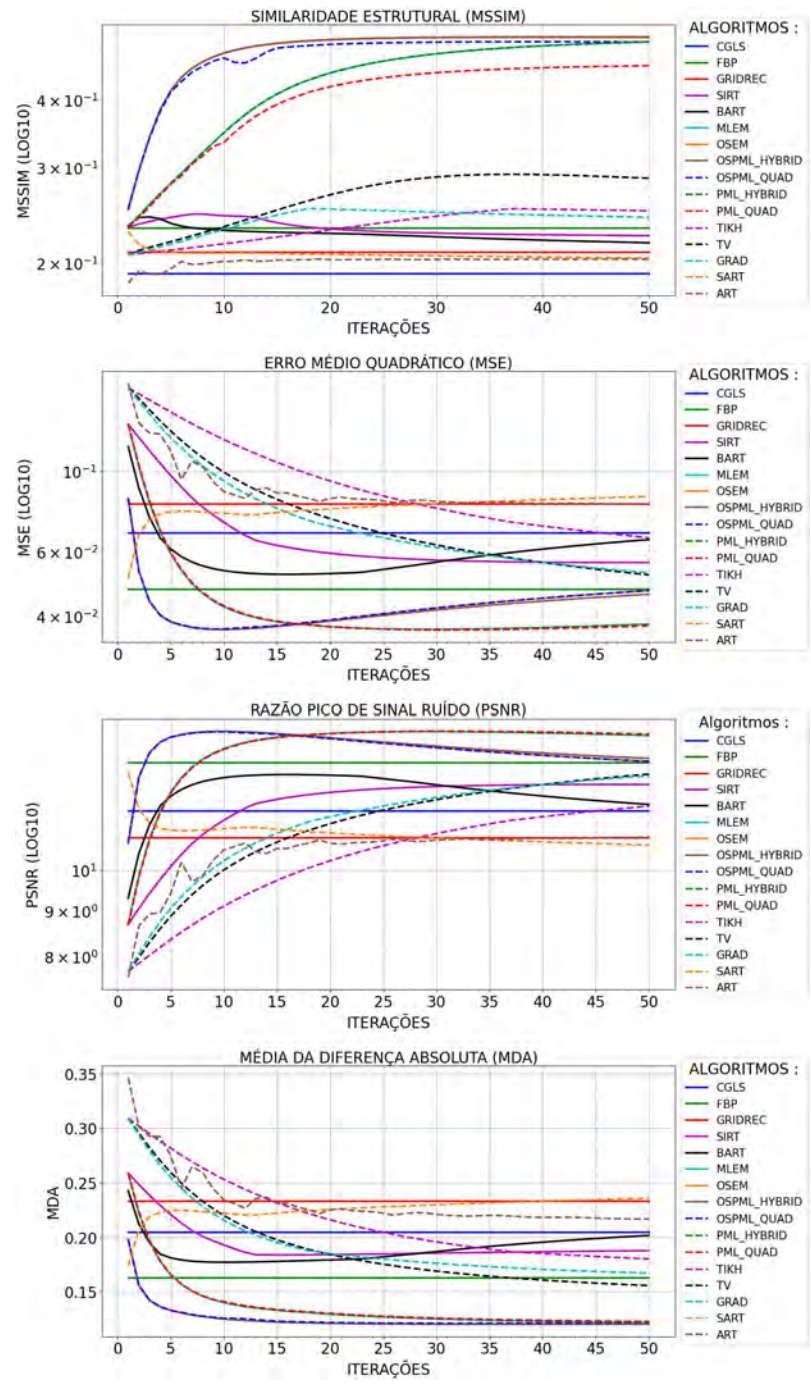 SIMILARIDADE ESTRUTURAL (MSSIM)
MSSIM (LOG10)
4 × 10⁻¹
3 × 10⁻¹
2 × 10⁻¹
0 5 10 15 20 25 30 35 40 45 50
ITERAÇÕES
ALGORITMOS :
CGLS
FBP
GRIDREC
SIRT
BART
MLEM
OSEM
OSPML_HYBRID
OSPML_QUAD
PML_HYBRID
PML_QUAD
TIKH
TV
GRAD
SART
ART
ERRO MÉDIO QUADRÁTICO (MSE)
MSE (LOG10)
10⁻¹
6 × 10⁻²
4 × 10⁻²
0 5 10 15 20 25 30 35 40 45 50
ITERAÇÕES
ALGORITMOS :
CGLS
FBP
GRIDREC
SIRT
BART
MLEM
OSEM
OSPML_HYBRID
OSPML_QUAD
PML_HYBRID
PML_QUAD
TIKH
TV
GRAD
SART
ART
RAZÃO PICO DE SINAL RUÍDO (PSNR)
PSNR (LOG10)
10¹
9 × 10⁰
8 × 10⁰
0 5 10 15 20 25 30 35 40 45 50
ITERAÇÕES
Algoritmos :
CGLS
FBP
GRIDREC
SIRT
BART
MLEM
OSEM
OSPML_HYBRID
OSPML_QUAD
PML_HYBRID
PML_QUAD
TIKH
TV
GRAD
SART
ART
MÉDIA DA DIFERENÇA ABSOLUTA (MDA)
MDA
0.35
0.30
0.25
0.20
0.15
0 5 10 15 20 25 30 35 40 45 50
ITERAÇÕES
ALGORITMOS :
CGLS
FBP
GRIDREC
SIRT
BART
MLEM
OSEM
OSPML_HYBRID
OSPML_QUAD
PML_HYBRID
PML_QUAD
TIKH
TV
GRAD
SART
ART